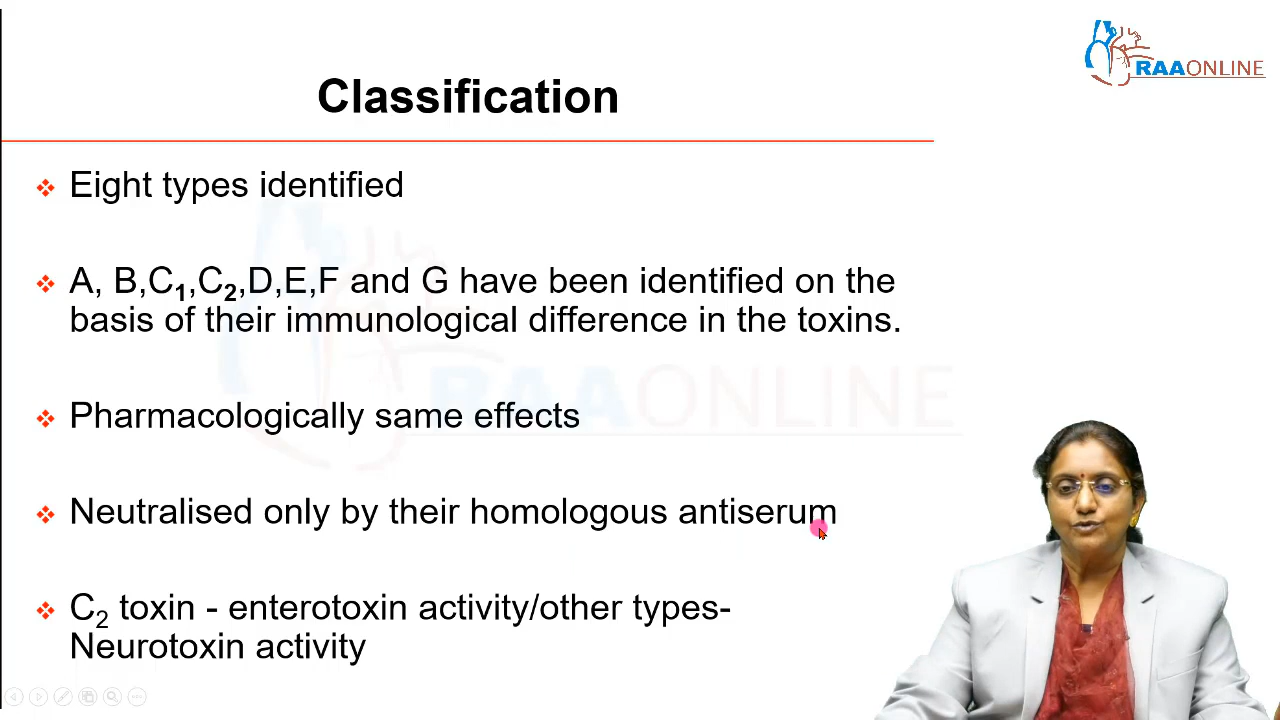 RAAONLINE
Classification
Eight types identified
A, B,C₁,C₂,D,E,F and G have been identified on the
basis of their immunological difference in the toxins.
RAAONLINE
Pharmacologically same effects
Neutralised only by their homologous antiserum
C₂ toxin - enterotoxin activity/other types-
Neurotoxin activity